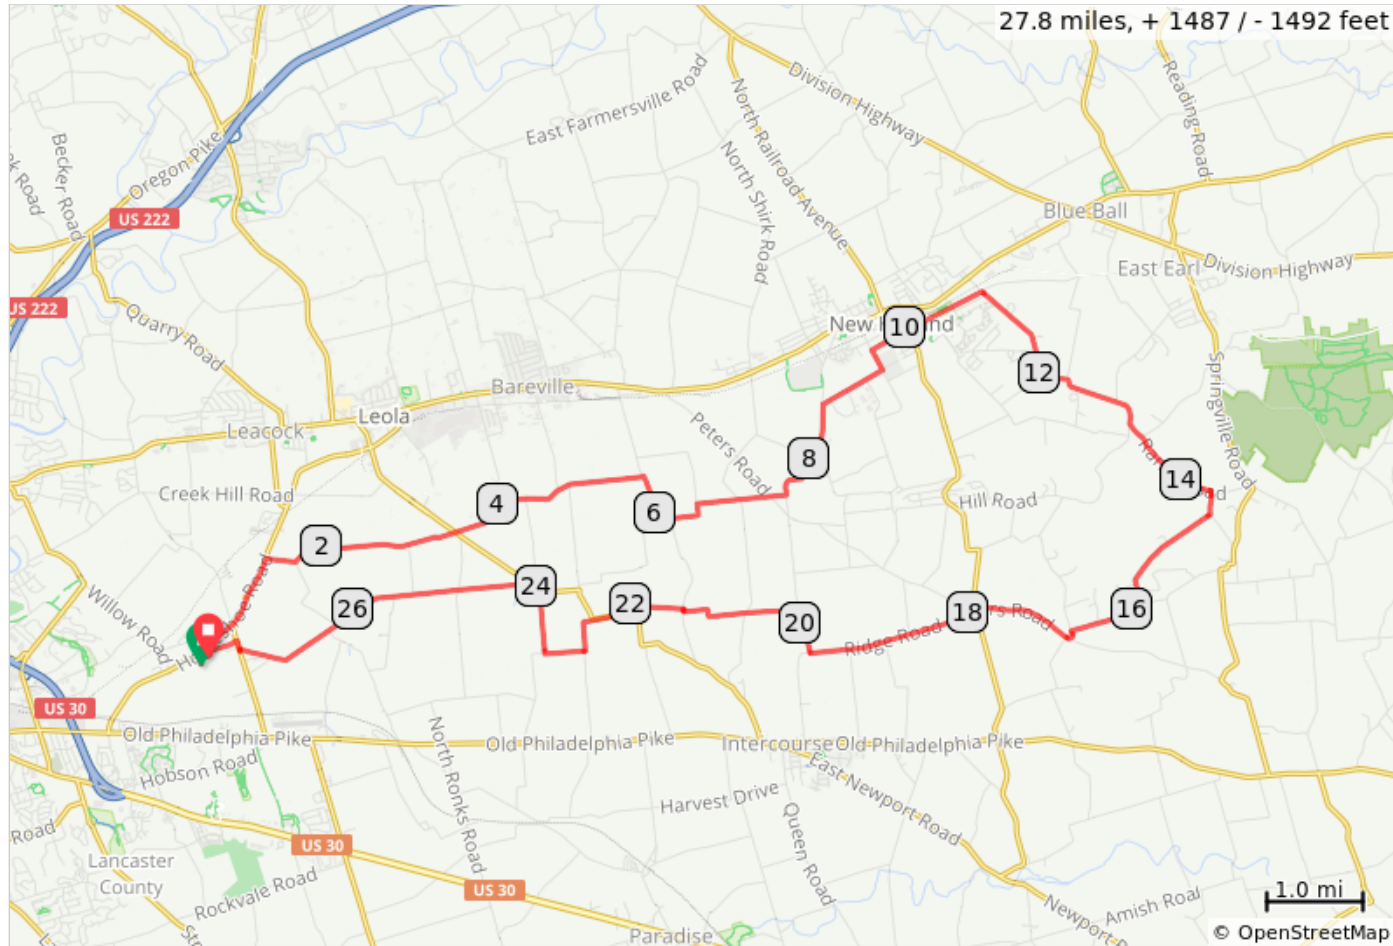 27.8 miles, + 1487 / - 1492 feet
Reading Road
Division Highway
East Farmersville Road
North Railroad Avenue
Becker Road
Oregon Pike
North Shirk Road
Road
US 222
Blue Ball
East Earl
Division Highway
US 222
Quarry Road
New
10
12
Springville Road
Bareville
Leola
Leacock
Peters Road
8
14
Creek Hill Road
4
6
Hill Road
2
24
Willow Road
26
22
20
18
16
Road
Ridge Road
US 30
Old Philadelphia Pike
North Ronks Road
Old Philadelphia Pike
Intercourse
Old Philadelphia Pike
Hobson Road
Harvest Drive
East Newport Road
Queen Road
Road
US 30
Lancaster
County
Rockvale Road
US 30
Paradise
1.0 mi
Amish Roa
Newport
© OpenStreetMap